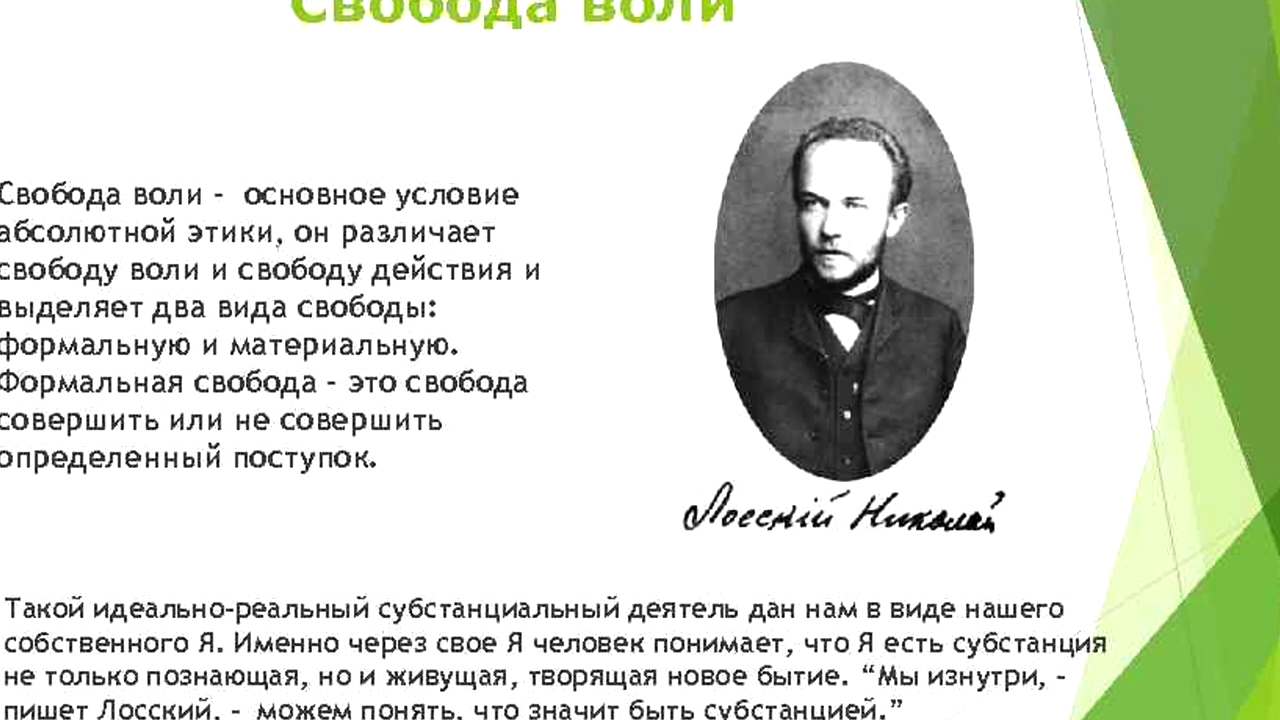 Свобода воли
Свобода воли - основное условие
абсолютной этики, он различает
свободу воли и свободу действия и
выделяет два вида свободы:
формальную и материальную.
Формальная свобода - это свобода
совершить или не совершить
определенный поступок.
Лосскій Николай
Такой идеально-реальный субстанциальный деятель дан нам в виде нашего
собственного Я. Именно через свое Я человек понимает, что Я есть субстанция
не только познающая, но и живущая, творящая новое бытие. “Мы изнутри, -
пишет Лосский, - можем понять, что значит быть субстанцией.”